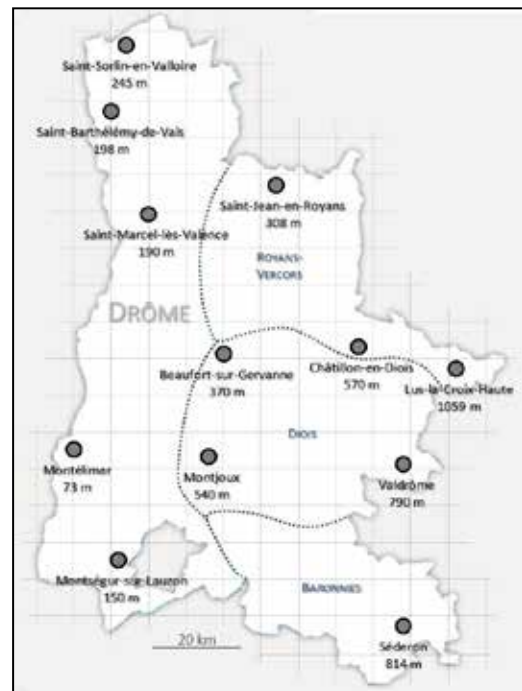 Saint-Sorlin-en-Valloire
245 m
Saint-Barthélémy-de-Vals
198 m
Saint-Jean-en-Royans
308 m
Saint-Marcel-lès-Valence
190 m
ROYANS-
VERCORS
DRÔME
Beaufort-sur-Gervanne
370 m
Châtillon-en-Diois
570 m
Lus-la-Croix-Haute
1059 m
DIOIS
Montélimar
73 m
Montjoux
540 m
Valdrôme
790 m
Montségur-sur-Lauzon
150 m
BARONNIES
20 km
Séderon
814 m